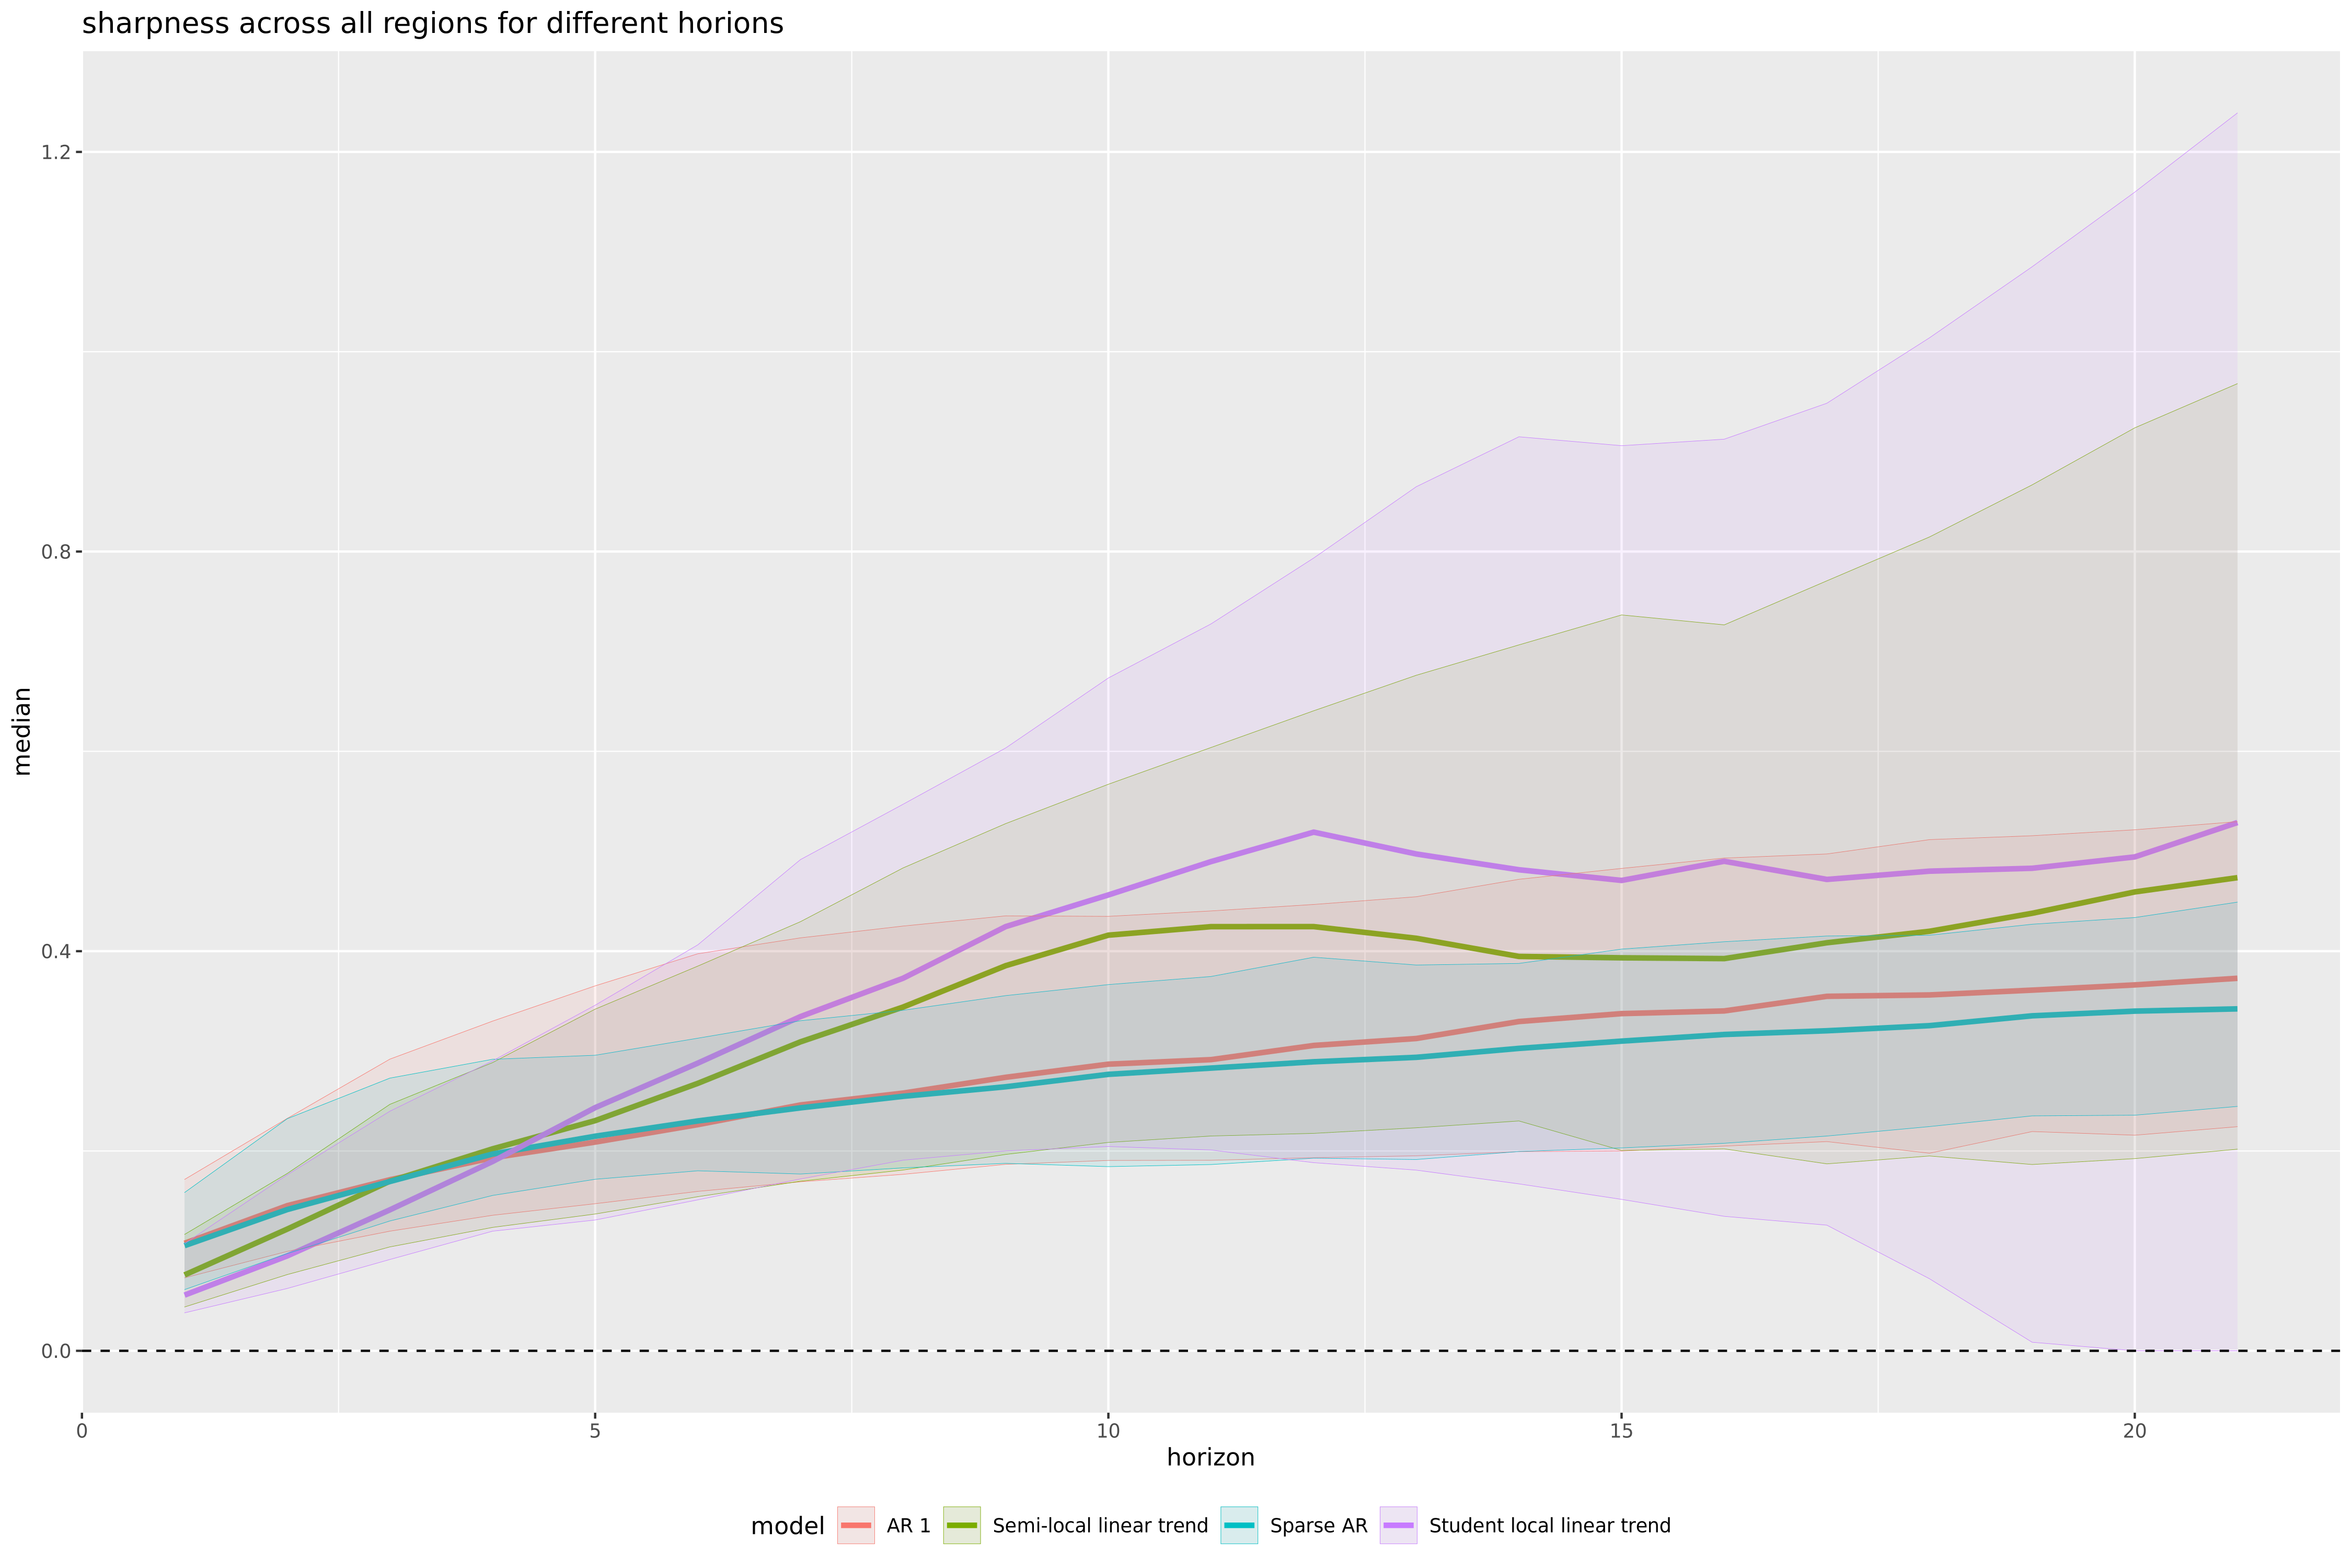 sharpness across all regions for different horions
median
1.2
0.8
0.4
0.0
0 5 10 15 20
horizon
model AR 1 Semi-local linear trend Sparse AR Student local linear trend